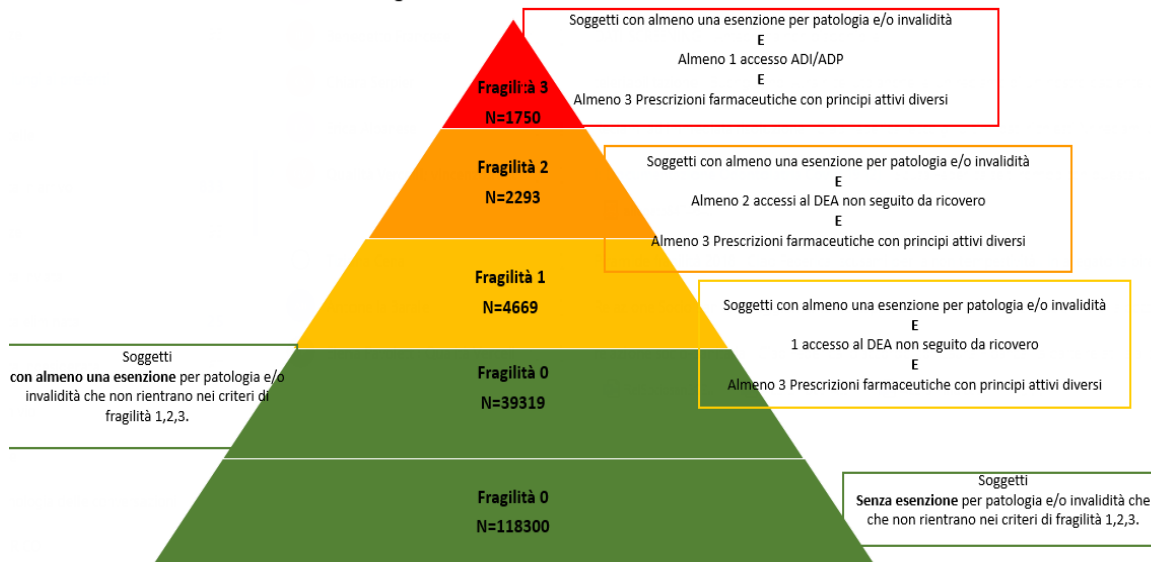 Soggetti con almeno una esenzione per patologia e/o invalidità
E
Almeno 1 accesso ADI/ADP
E
Almeno 3 Prescrizioni farmaceutiche con principi attivi diversi
Fragilità 3
N=1750
Soggetti con almeno una esenzione per patologia e/o invalidità
E
Almeno 2 accessi al DEA non seguito da ricovero
E
Almeno 3 Prescrizioni farmaceutiche con principi attivi diversi
Fragilità 2
N=2293
Soggetti con almeno una esenzione per patologia e/o invalidità
E
1 accesso al DEA non seguito da ricovero
E
Almeno 3 Prescrizioni farmaceutiche con principi attivi diversi
Fragilità 1
N=4669
Soggetti
con almeno una esenzione per patologia e/o
invalidità che non rientrano nei criteri di
fragilità 1,2,3.
Fragilità 0
N=39319
Fragilità 0
N=118300
Soggetti
Senza esenzione per patologia e/o invalidità che
che non rientrano nei criteri di fragilità 1,2,3.